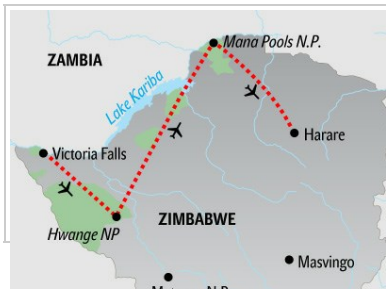 Mana Pools N.P.
ZAMBIA
Lake Kariba
Harare
Victoria Falls
ZIMBABWE
Hwange NP
Masvingo